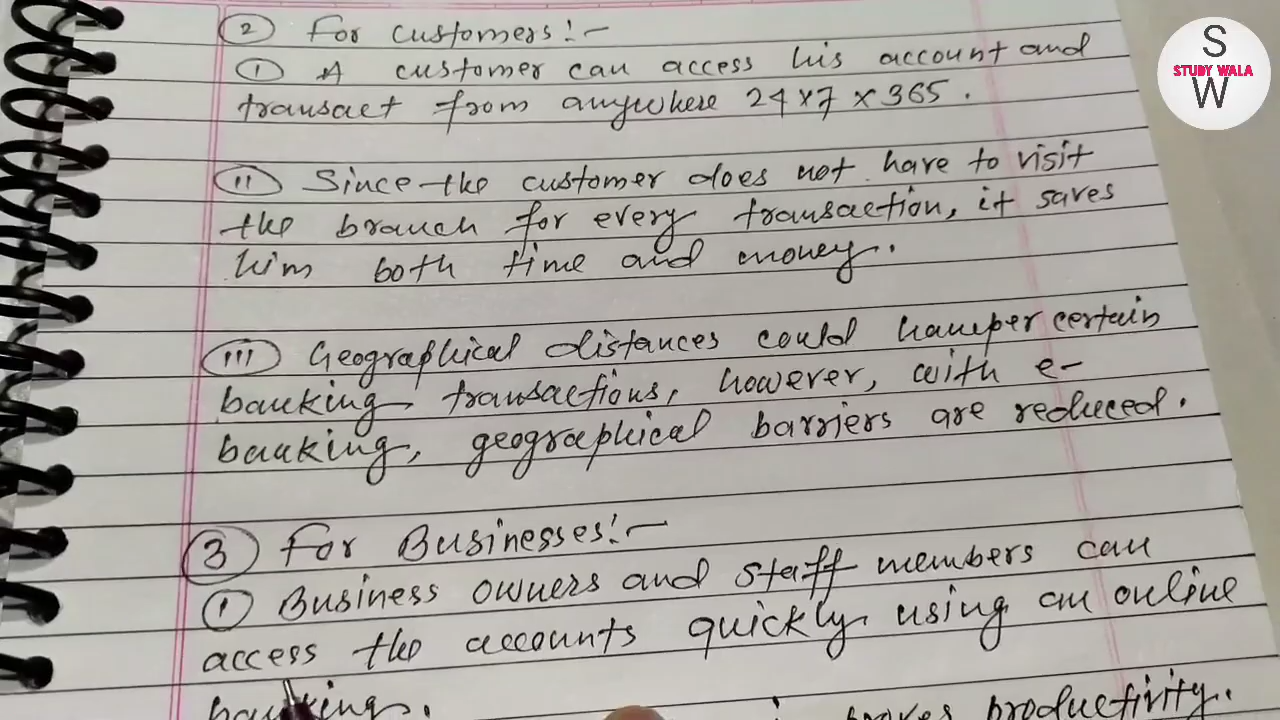 ② For customers:-
① A customer can access his account and
transact from anywhere 24x7x365.
(ii) Since the customer does not have to visit
the branch for every transaction, it saves
him both time and money.
(iii) Geographical distances could hamper certain
banking transactions, however, with e-
banking, geographical barriers are reduced.
③ For Businesses:-
① Business owners and staff members can
access the accounts quickly using an online
banking.
productivity.
S
STUDY WALA
W